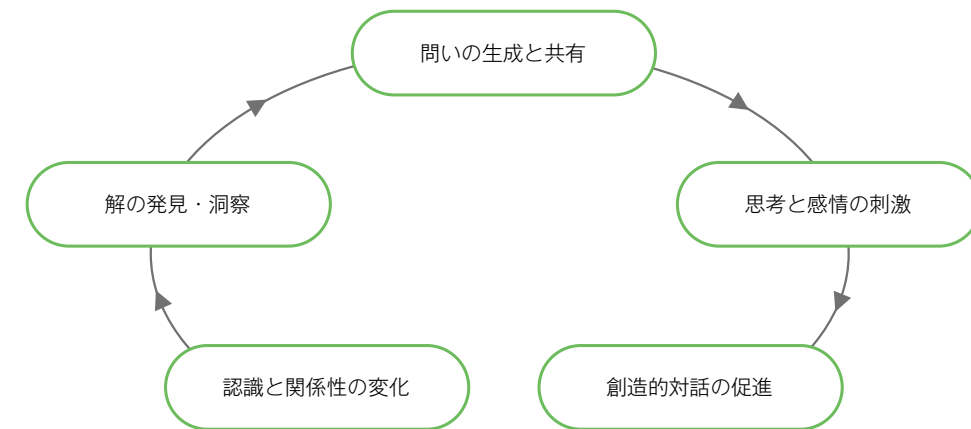 問いの生成と共有
解の発見・洞察
思考と感情の刺激
認識と関係性の変化
創造的対話の促進